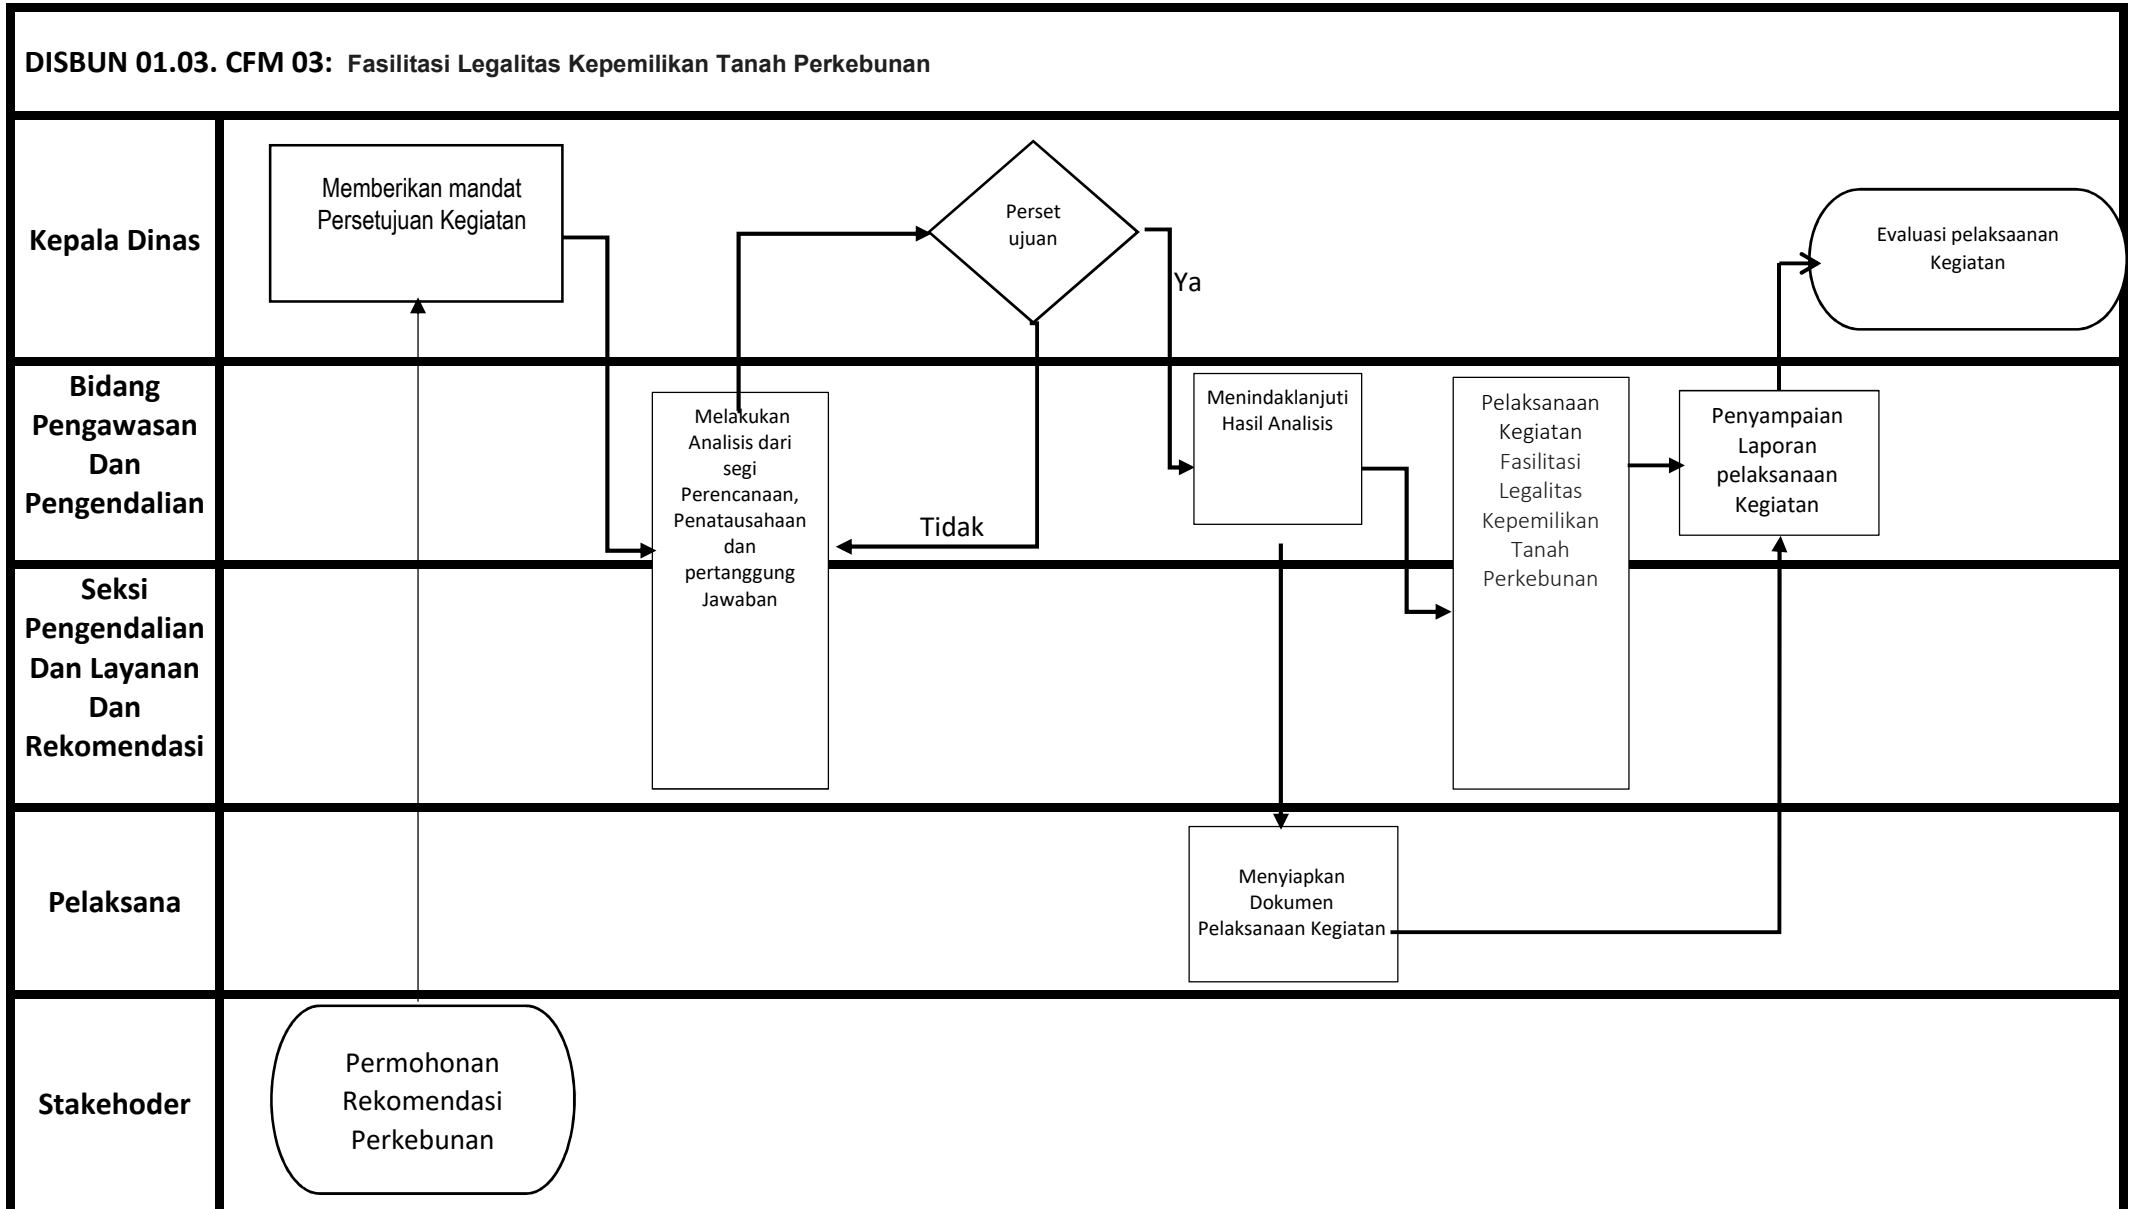 DISBUN 01.03. CFM 03: Fasilitasi Legalitas Kepemilikan Tanah Perkebunan
Kepala Dinas
Memberikan mandat
Persetujuan Kegiatan
Perset
ujuan
Ya
Evaluasi pelaksaanan
Kegiatan
Bidang
Pengawasan
Dan
Pengendalian
Melakukan
Analisis dari
segi
Perencanaan,
Penatausahaan
dan
pertanggung
Jawaban
Tidak
Menindaklanjuti
Hasil Analisis
Pelaksanaan
Kegiatan
Fasilitasi
Legalitas
Kepemilikan
Tanah
Perkebunan
Penyampaian
Laporan
pelaksanaan
Kegiatan
Seksi
Pengendalian
Dan Layanan
Dan
Rekomendasi
Pelaksana
Menyiapkan
Dokumen
Pelaksanaan Kegiatan
Stakehoder
Permohonan
Rekomendasi
Perkebunan